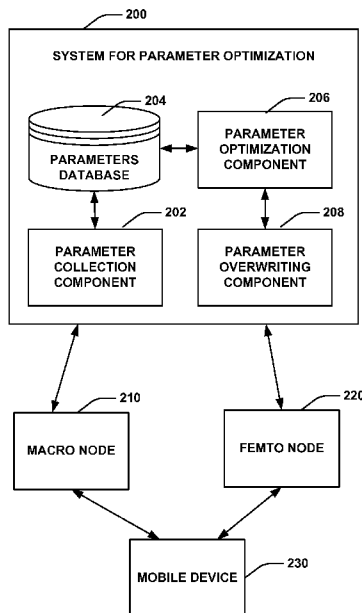 200
SYSTEM FOR PARAMETER OPTIMIZATION
204
206
PARAMETERS
DATABASE
PARAMETER
OPTIMIZATION
COMPONENT
202
208
PARAMETER
COLLECTION
COMPONENT
PARAMETER
OVERWRITING
COMPONENT
210
220
MACRO NODE
FEMTO NODE
MOBILE DEVICE
230